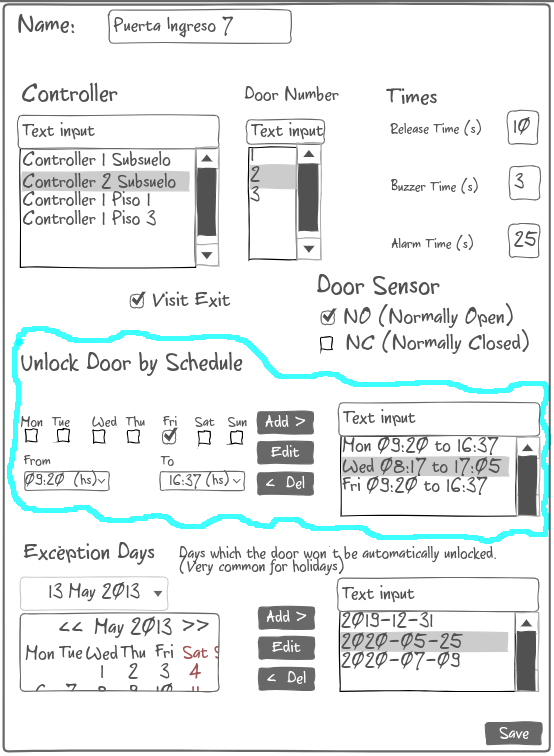 Name: Puerta Ingreso 7
Controller Door Number Times
Text input Text input Release Time (s) 10
Controller 1 Subsuelo 1
Controller 2 Subsuelo 2 Buzzer Time (s) 3
Controller 1 Piso 1 3
Controller 1 Piso 3
Alarm Time (s) 25
Visit Exit Door Sensor
NO (Normally Open)
NC (Normally Closed)
Unlock Door by Schedule
Mon Tue Wed Thu Fri Sat Sun Add > Text input
Edit Mon 09:20 to 16:37
From To Wed 08:17 to 17:05
09:20 (hs) 16:37 (hs) < Del Fri 09:20 to 16:37
Exception Days Days which the door won t be automatically unlocked.
(Very common for holidays)
13 May 2013 Text input
<< May 2013 >> Add > 2019-12-31
Mon Tue Wed Thu Fri Sat S Edit 2020-05-25
1 2 3 4 < Del 2020-07-09
Save